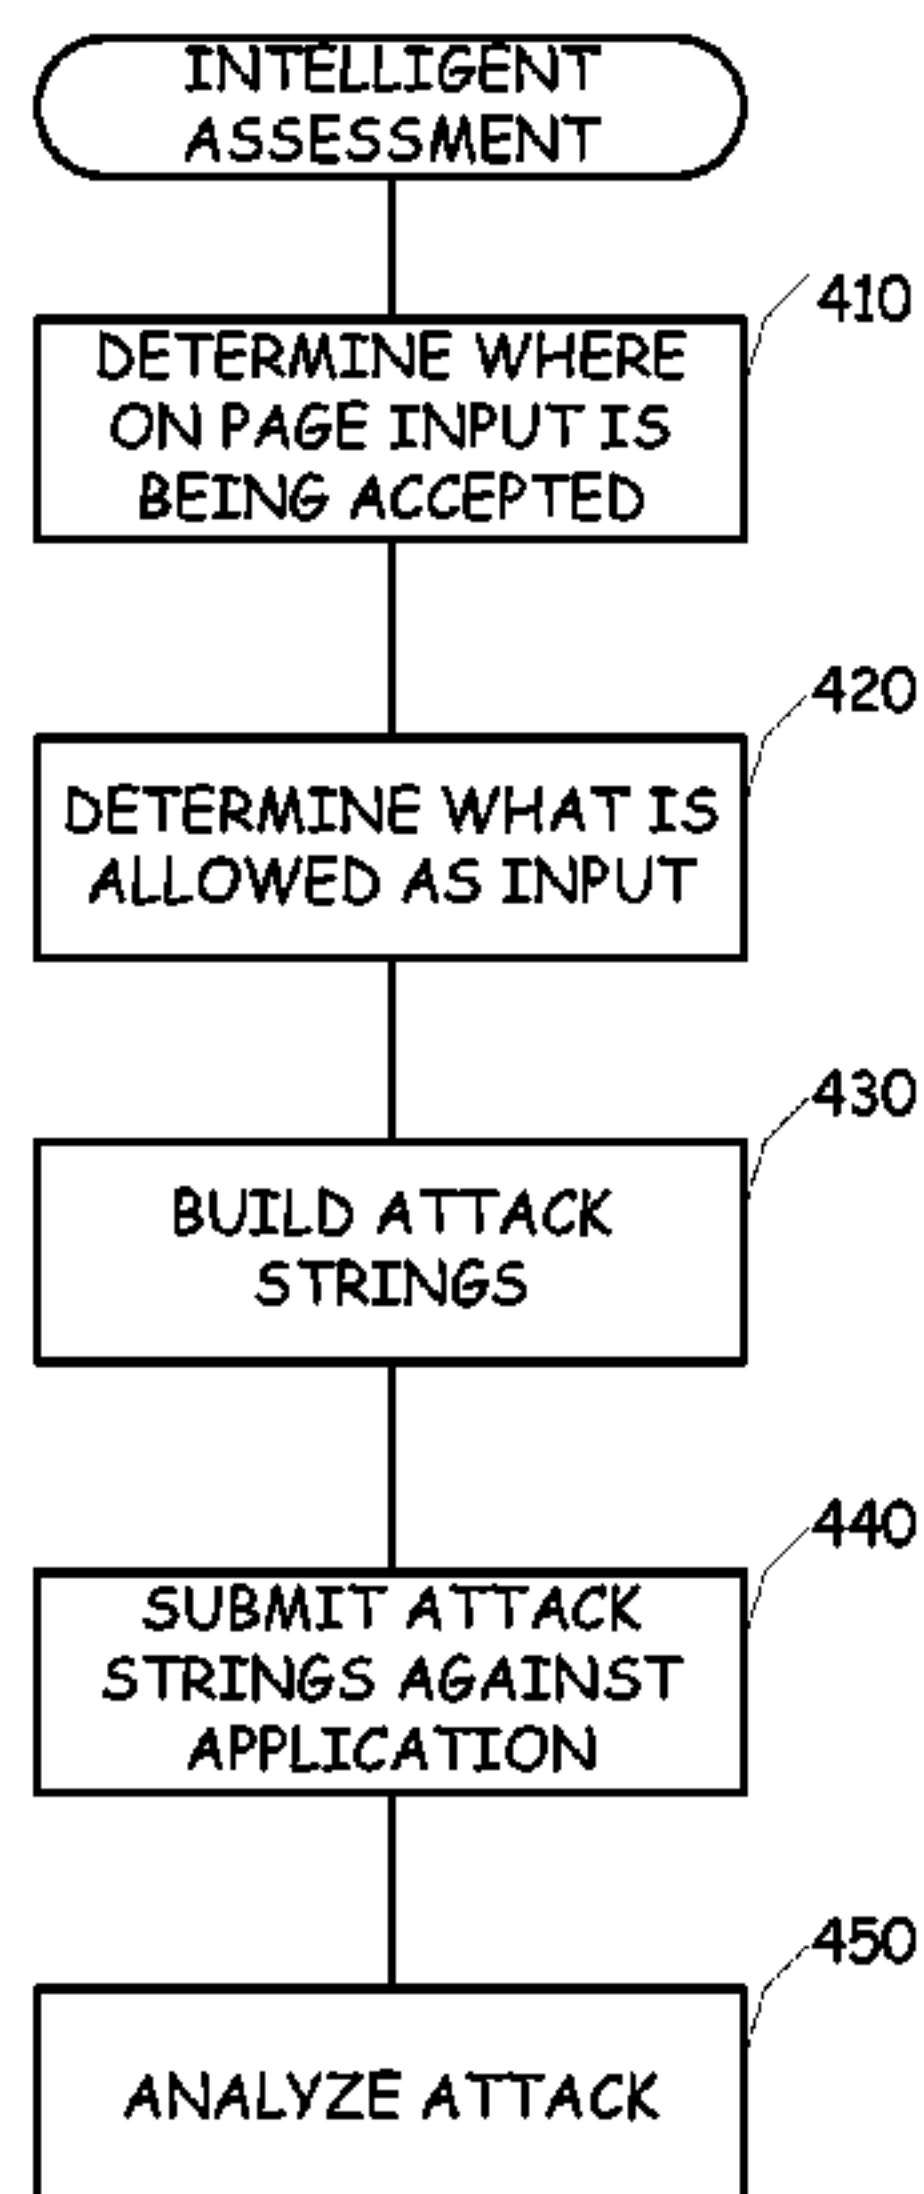 INTELLIGENT
ASSESSMENT
410
DETERMINE WHERE
ON PAGE INPUT IS
BEING ACCEPTED
420
DETERMINE WHAT IS
ALLOWED AS INPUT
430
BUILD ATTACK
STRINGS
440
SUBMIT ATTACK
STRINGS AGAINST
APPLICATION
450
ANALYZE ATTACK